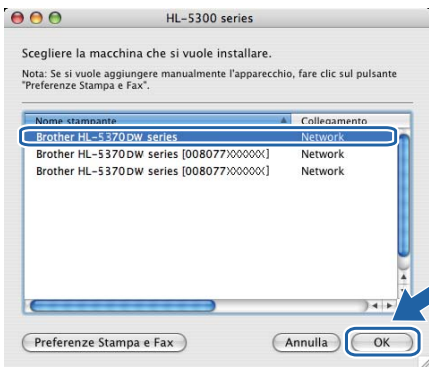 HL-5300 series
Scegliere la macchina che si vuole installare.
Nota: Se si vuole aggiungere manualmente l'apparecchio, fare clic sul pulsante
"Preferenze Stampa e Fax".
Nome stampante Collegamento
Brother HL-5370DW series Network
Brother HL-5370DW series [008077XXXXXX] Network
Brother HL-5370DW series [008077XXXXXX] Network
Preferenze Stampa e Fax Annulla OK